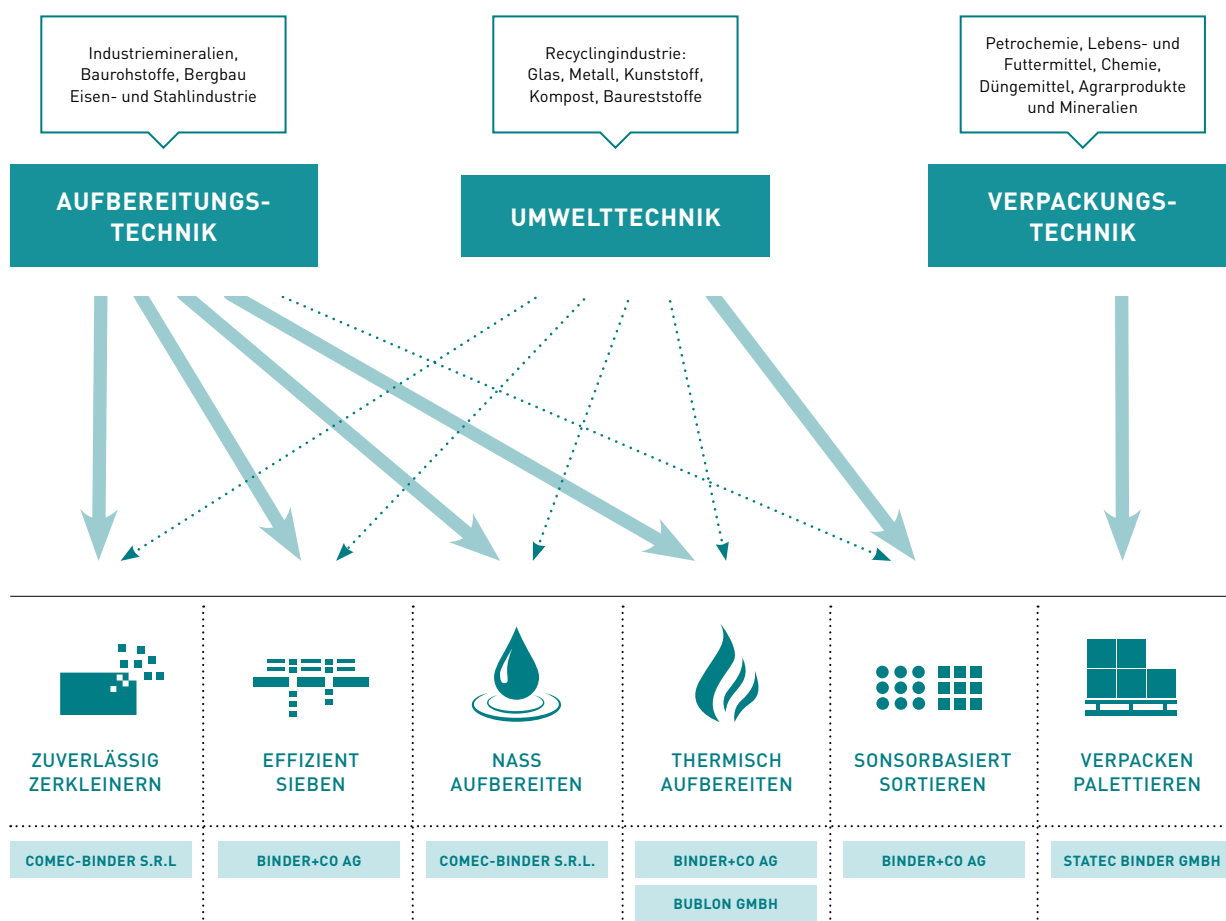 Industriemineralien,
Baurohstoffe, Bergbau
Eisen- und Stahlindustrie
Recyclingindustrie:
Glas, Metall, Kunststoff,
Kompost, Baureststoffe
Petrochemie, Lebens- und
Futtermittel, Chemie,
Düngemittel, Agrarprodukte
und Mineralien
AUFBEREITUNGS-
TECHNIK
UMWELTTECHNIK
VERPACKUNGS-
TECHNIK
ZUVERLÄSSIG
ZERKLEINERN
EFFIZIENT
SIEBEN
NASS
AUFBEREITEN
THERMISCH
AUFBEREITEN
SONSORBASIERT
SORTIEREN
VERPACKEN
PALETTIEREN
COMEC-BINDER S.R.L
BINDER+CO AG
COMEC-BINDER S.R.L.
BINDER+CO AG
BINDER+CO AG
STATEC BINDER GMBH
BUBLON GMBH